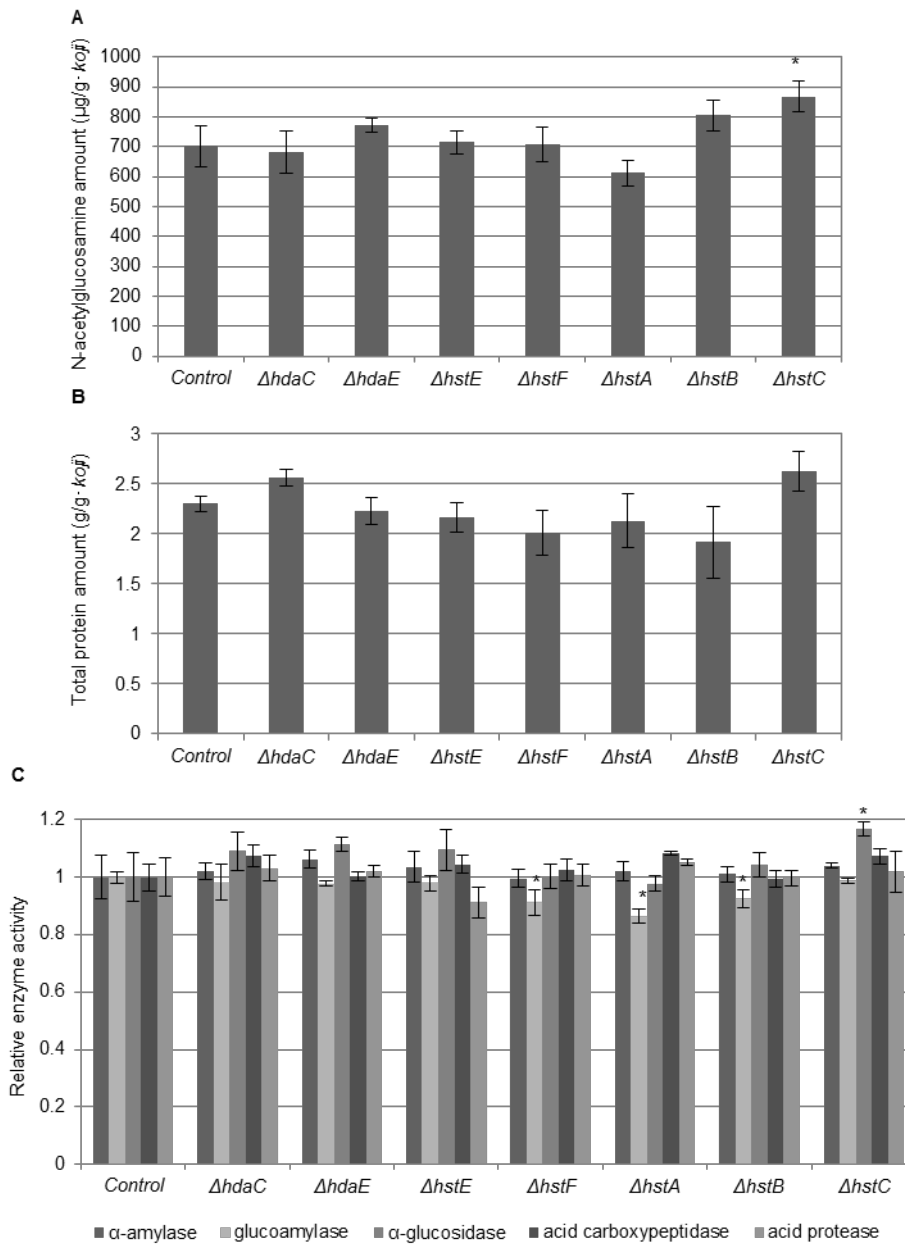 A
N-acetylglucosamine amount (µg/g· koji)
1000
900
800
700
600
500
400
300
200
100
0
*
Control ΔhdaC ΔhdaE ΔhstE ΔhstF ΔhstA ΔhstB ΔhstC
B
Total protein amount (g/g· koji)
3
2.5
2
1.5
1
0.5
0
Control ΔhdaC ΔhdaE ΔhstE ΔhstF ΔhstA ΔhstB ΔhstC
C
Relative enzyme activity
1.2
1
0.8
0.6
0.4
0.2
0
* * * *
Control ΔhdaC ΔhdaE ΔhstE ΔhstF ΔhstA ΔhstB ΔhstC
α-amylase glucoamylase α-glucosidase acid carboxypeptidase acid protease